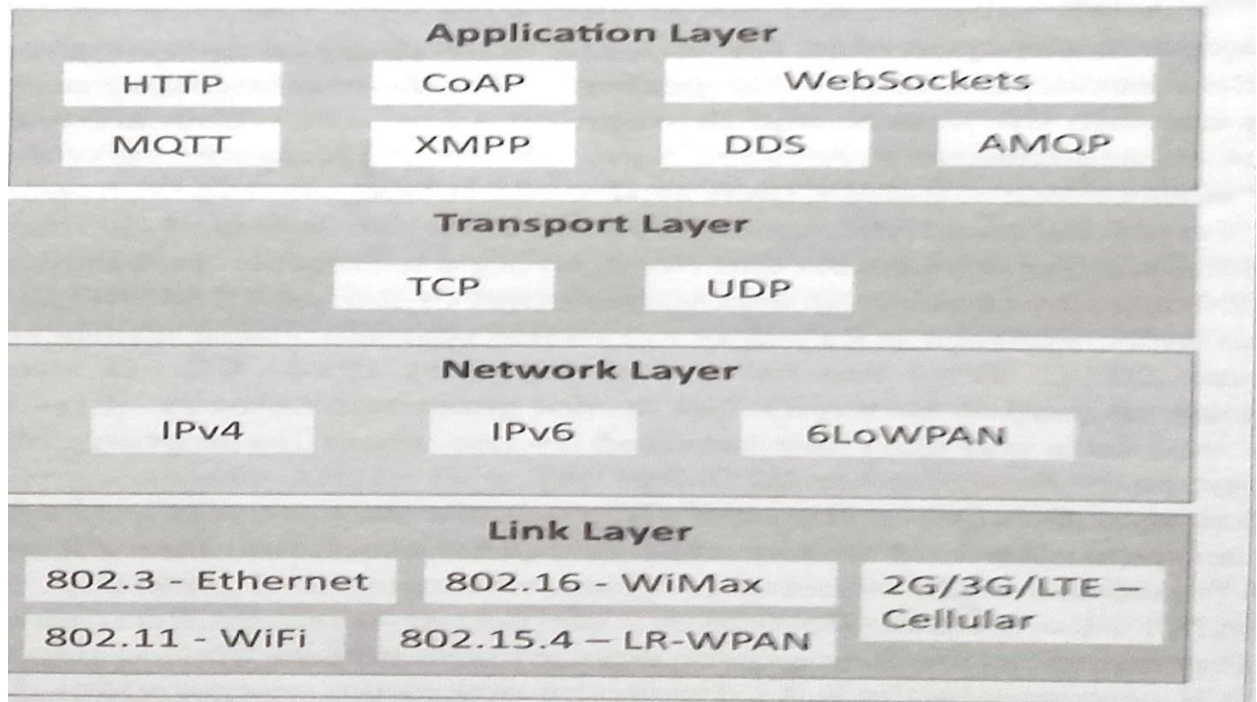 Application Layer
HTTP CoAP WebSockets
MQTT XMPP DDS AMQP
Transport Layer
TCP UDP
Network Layer
IPv4 IPv6 6LoWPAN
Link Layer
802.3 - Ethernet 802.16 - WiMax 2G/3G/LTE –
Cellular
802.11 - WiFi 802.15.4 – LR-WPAN